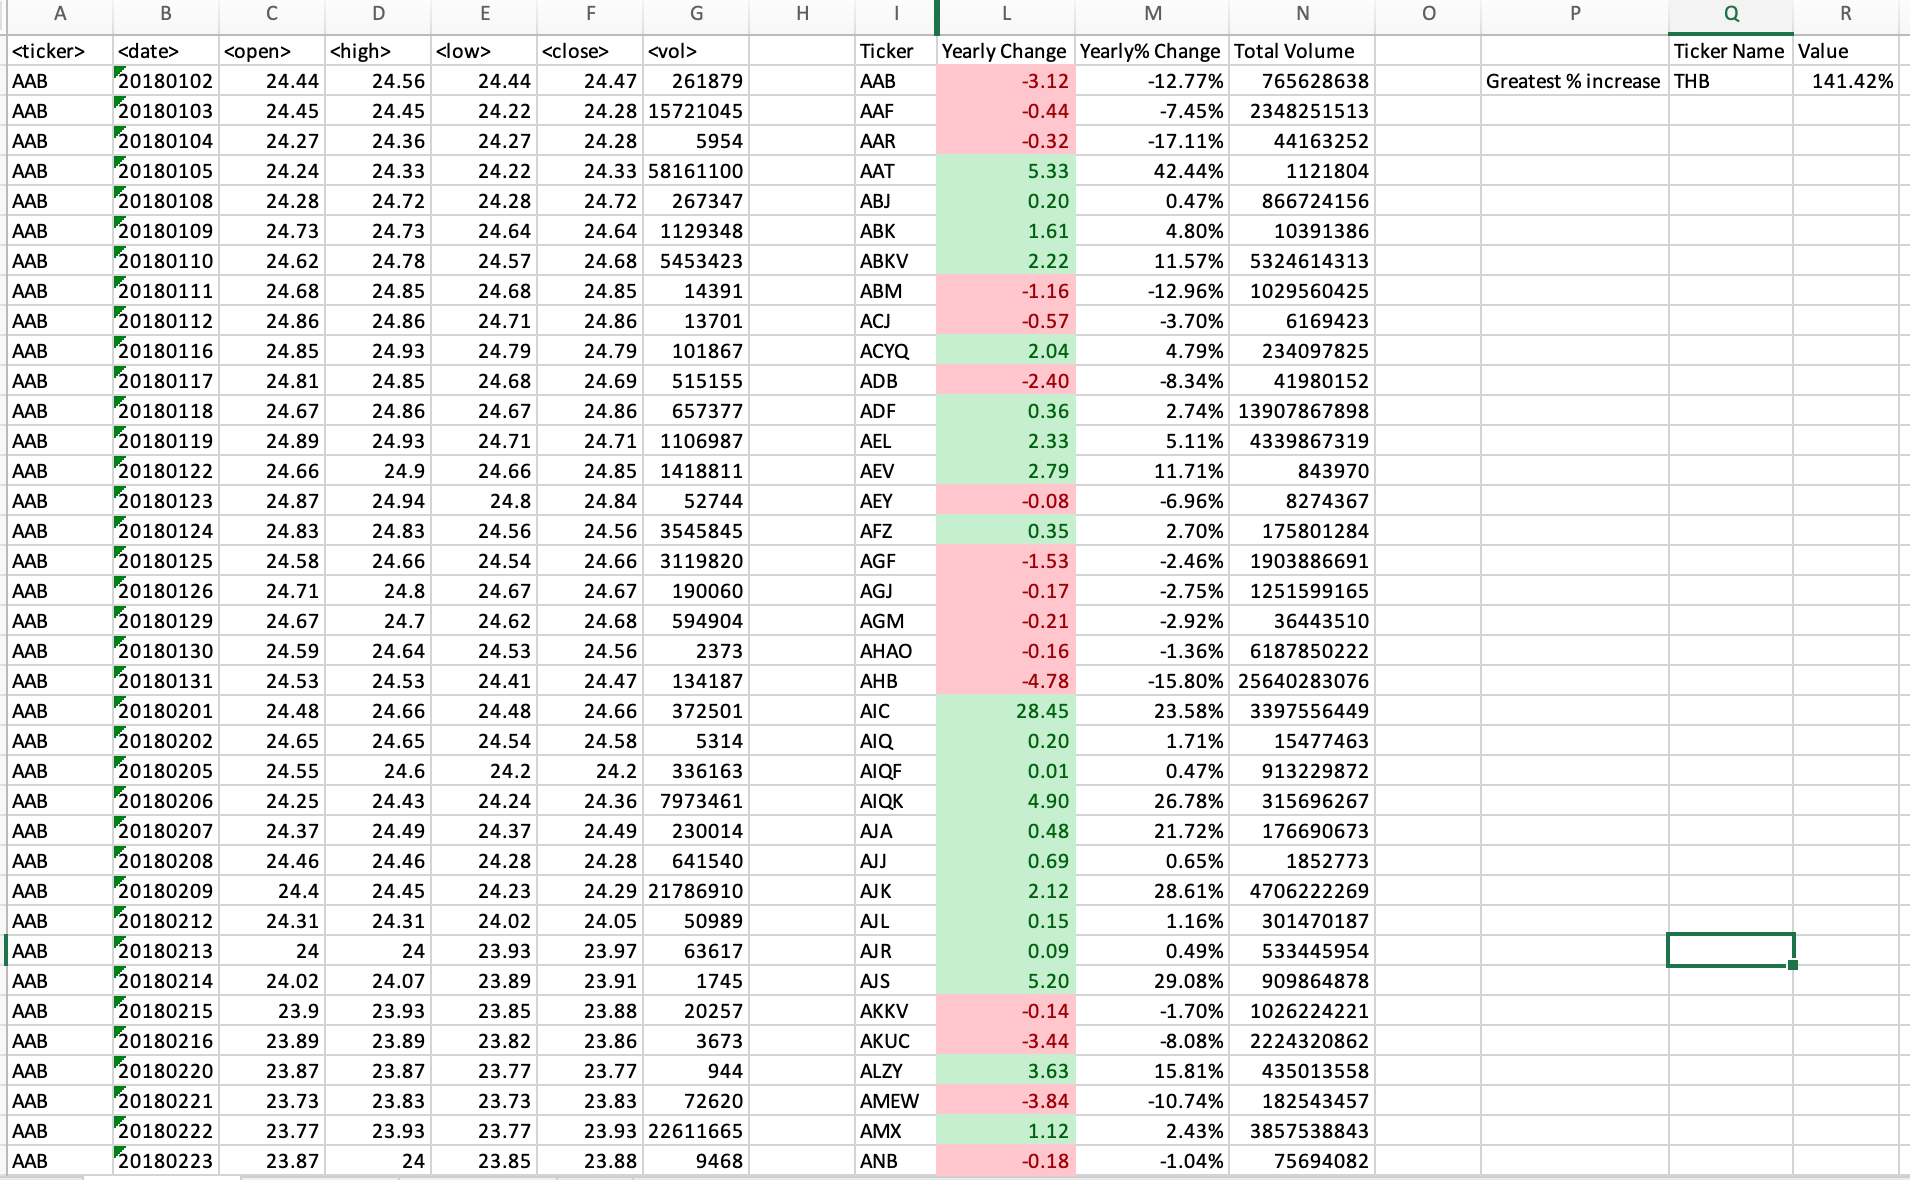 A B C D E F G H I L M N O P Q R
<ticker> <date> <open> <high> <low> <close> <vol> Ticker Yearly Change Yearly% Change Total Volume Ticker Name Value
AAB 20180102 24.44 24.56 24.44 24.47 261879 AAB -3.12 -12.77% 765628638 Greatest % increase THB 141.42%
AAB 20180103 24.45 24.45 24.22 24.28 15721045 AAF -0.44 -7.45% 2348251513
AAB 20180104 24.27 24.36 24.27 24.28 5954 AAR -0.32 -17.11% 44163252
AAB 20180105 24.24 24.33 24.22 24.33 58161100 AAT 5.33 42.44% 1121804
AAB 20180108 24.28 24.72 24.28 24.72 267347 ABJ 0.20 0.47% 866724156
AAB 20180109 24.73 24.73 24.64 24.64 1129348 ABK 1.61 4.80% 10391386
AAB 20180110 24.62 24.78 24.57 24.68 5453423 ABKV 2.22 11.57% 5324614313
AAB 20180111 24.68 24.85 24.68 24.85 14391 ABM -1.16 -12.96% 1029560425
AAB 20180112 24.86 24.86 24.71 24.86 13701 ACJ -0.57 -3.70% 6169423
AAB 20180116 24.85 24.93 24.79 24.79 101867 ACYQ 2.04 4.79% 234097825
AAB 20180117 24.81 24.85 24.68 24.69 515155 ADB -2.40 -8.34% 41980152
AAB 20180118 24.67 24.86 24.67 24.86 657377 ADF 0.36 2.74% 13907867898
AAB 20180119 24.89 24.93 24.71 24.71 1106987 AEL 2.33 5.11% 4339867319
AAB 20180122 24.66 24.9 24.66 24.85 1418811 AEV 2.79 11.71% 843970
AAB 20180123 24.87 24.94 24.8 24.84 52744 AEY -0.08 -6.96% 8274367
AAB 20180124 24.83 24.83 24.56 24.56 3545845 AFZ 0.35 2.70% 175801284
AAB 20180125 24.58 24.66 24.54 24.66 3119820 AGF -1.53 -2.46% 1903886691
AAB 20180126 24.71 24.8 24.67 24.67 190060 AGJ -0.17 -2.75% 1251599165
AAB 20180129 24.67 24.7 24.62 24.68 594904 AGM -0.21 -2.92% 36443510
AAB 20180130 24.59 24.64 24.53 24.56 2373 AHAO -0.16 -1.36% 6187850222
AAB 20180131 24.53 24.53 24.41 24.47 134187 AHB -4.78 -15.80% 25640283076
AAB 20180201 24.48 24.66 24.48 24.66 372501 AIC 28.45 23.58% 3397556449
AAB 20180202 24.65 24.65 24.54 24.58 5314 AIQ 0.20 1.71% 15477463
AAB 20180205 24.55 24.6 24.2 24.2 336163 AIQF 0.01 0.47% 913229872
AAB 20180206 24.25 24.43 24.24 24.36 7973461 AIQK 4.90 26.78% 315696267
AAB 20180207 24.37 24.49 24.37 24.49 230014 AJA 0.48 21.72% 176690673
AAB 20180208 24.46 24.46 24.28 24.28 641540 AJJ 0.69 0.65% 1852773
AAB 20180209 24.4 24.45 24.23 24.29 21786910 AJK 2.12 28.61% 4706222269
AAB 20180212 24.31 24.31 24.02 24.05 50989 AJL 0.15 1.16% 301470187
AAB 20180213 24 24 23.93 23.97 63617 AJR 0.09 0.49% 533445954
AAB 20180214 24.02 24.07 23.89 23.91 1745 AJS 5.20 29.08% 909864878
AAB 20180215 23.9 23.93 23.85 23.88 20257 AKKV -0.14 -1.70% 1026224221
AAB 20180216 23.89 23.89 23.82 23.86 3673 AKUC -3.44 -8.08% 2224320862
AAB 20180220 23.87 23.87 23.77 23.77 944 ALZY 3.63 15.81% 435013558
AAB 20180221 23.73 23.83 23.73 23.83 72620 AMEW -3.84 -10.74% 182543457
AAB 20180222 23.77 23.93 23.77 23.93 22611665 AMX 1.12 2.43% 3857538843
AAB 20180223 23.87 24 23.85 23.88 9468 ANB -0.18 -1.04% 75694082